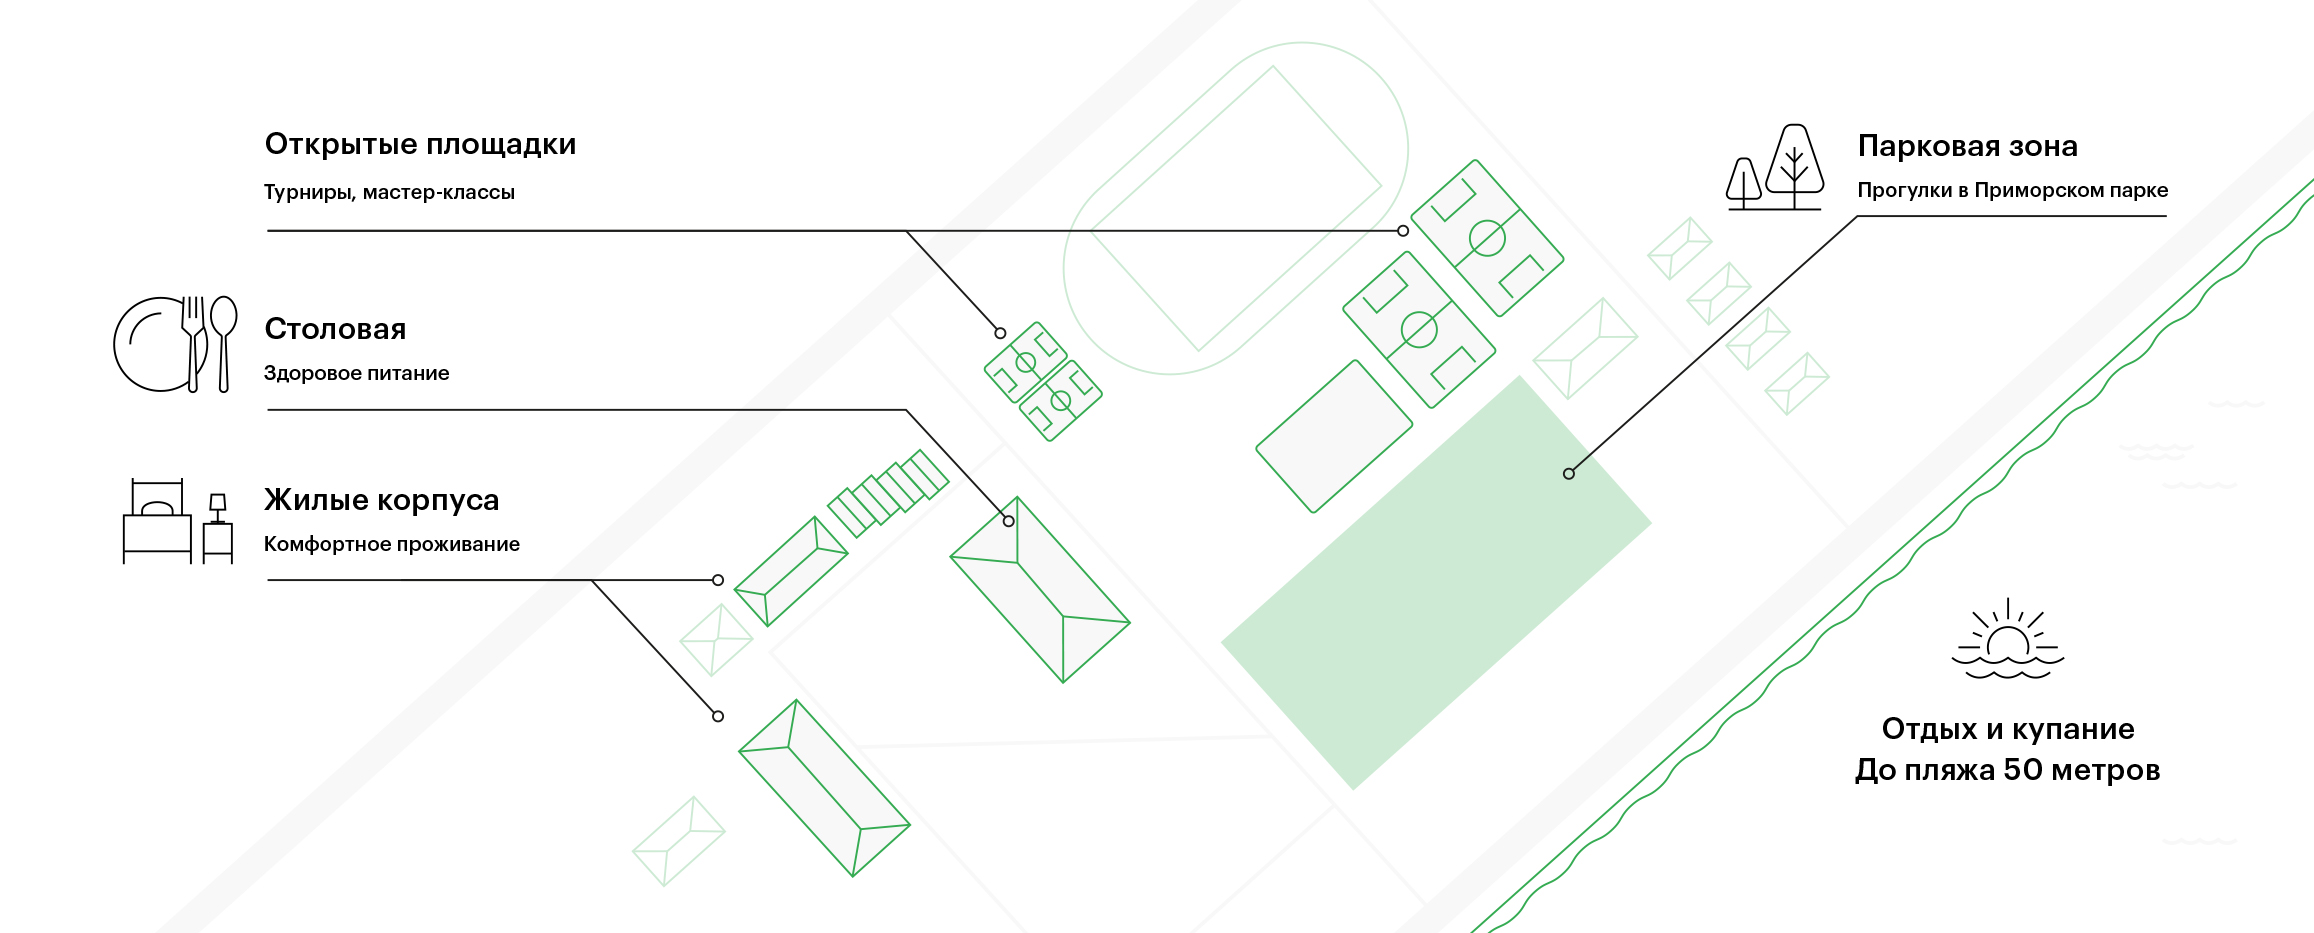 Открытые площадки
Турниры, мастер-классы
Столовая
Здоровое питание
Жилые корпуса
Комфортное проживание
Парковая зона
Прогулки в Приморском парке
Отдых и купание
До пляжа 50 метров